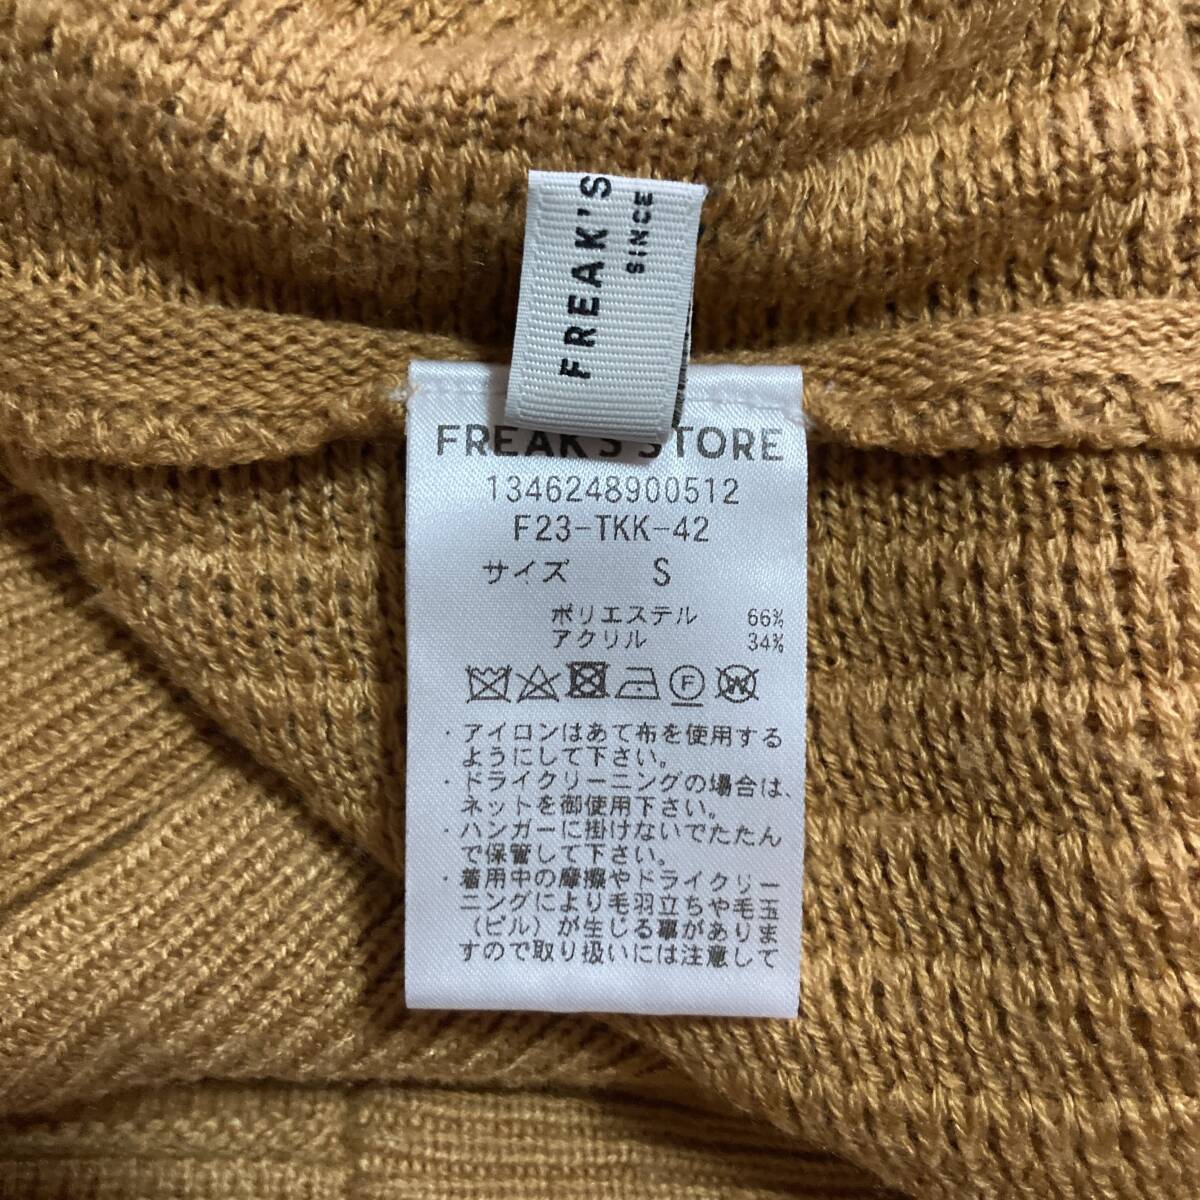 FREAK'S
SINCE
FREAK'S STORE
1346248900512
F23-TKK-42
サイズ S
ポリエステル 66%
アクリル 34%
F W
・アイロンはあて布を使用する
ようにして下さい。
・ドライクリーニングの場合は、
ネットを御使用下さい。
・ハンガーに掛けないでたたん
で保管して下さい。
・着用中の摩擦やドライクリー
ニングにより毛羽立ちや毛玉
（ピル）が生じる事がありま
すので取り扱いには注意して